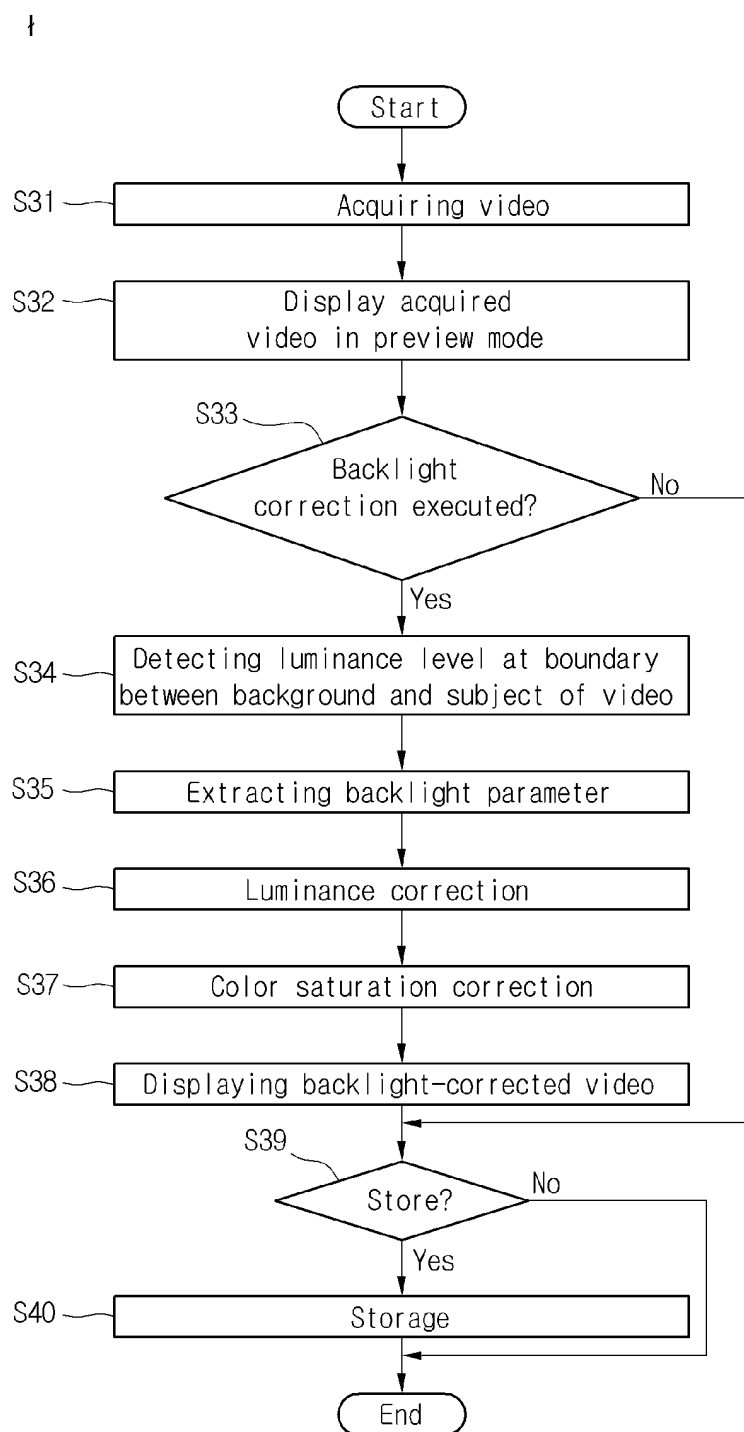 Start
S31
Acquiring video
S32
Display acquired
video in preview mode
S33
Backlight
correction executed?
No
Yes
S34
Detecting luminance level at boundary
between background and subject of video
S35
Extracting backlight parameter
S36
Luminance correction
S37
Color saturation correction
S38
Displaying backlight-corrected video
S39
Store?
No
Yes
S40
Storage
End